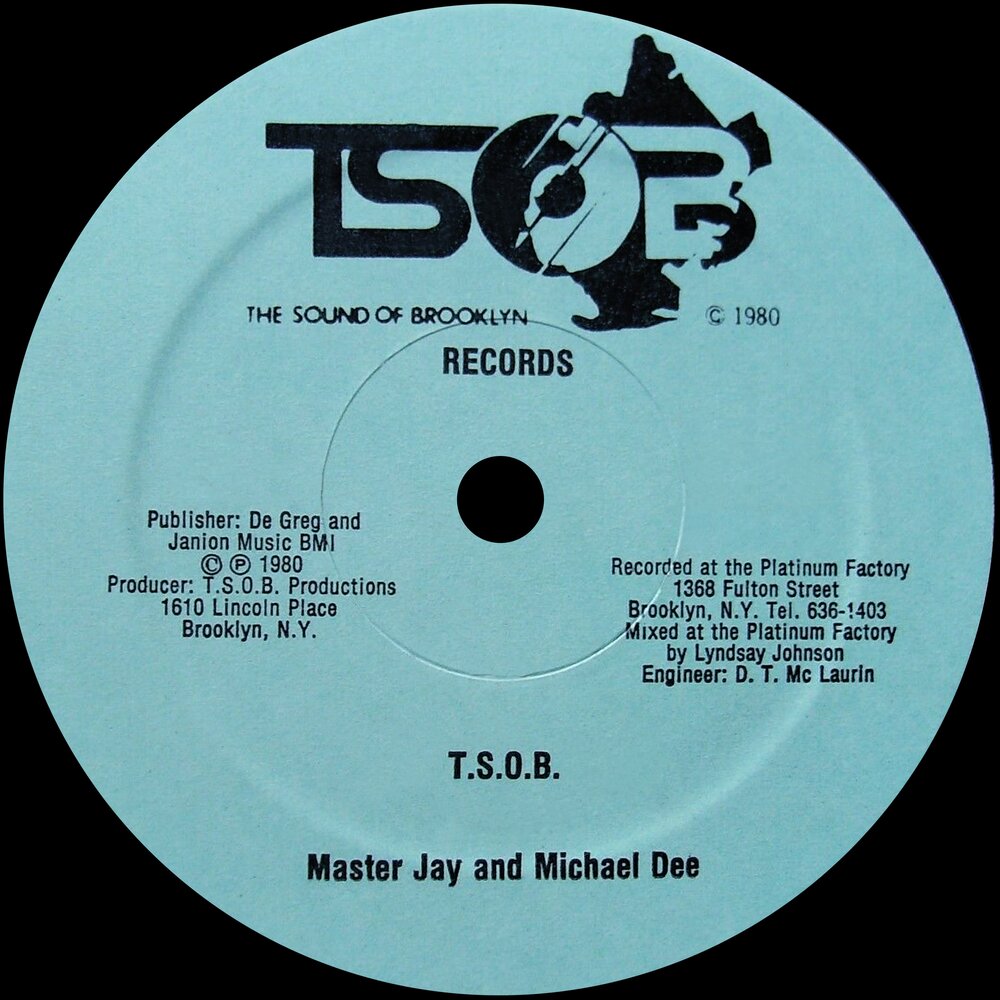 TSOB
THE SOUND OF BROOKLYN
© 1980
RECORDS
Publisher: De Greg and
Janion Music BMI
© ℗ 1980
Producer: T.S.O.B. Productions
1610 Lincoln Place
Brooklyn, N.Y.
Recorded at the Platinum Factory
1368 Fulton Street
Brooklyn, N.Y. Tel. 636-1403
Mixed at the Platinum Factory
by Lyndsay Johnson
Engineer: D. T. Mc Laurin
T.S.O.B.
Master Jay and Michael Dee